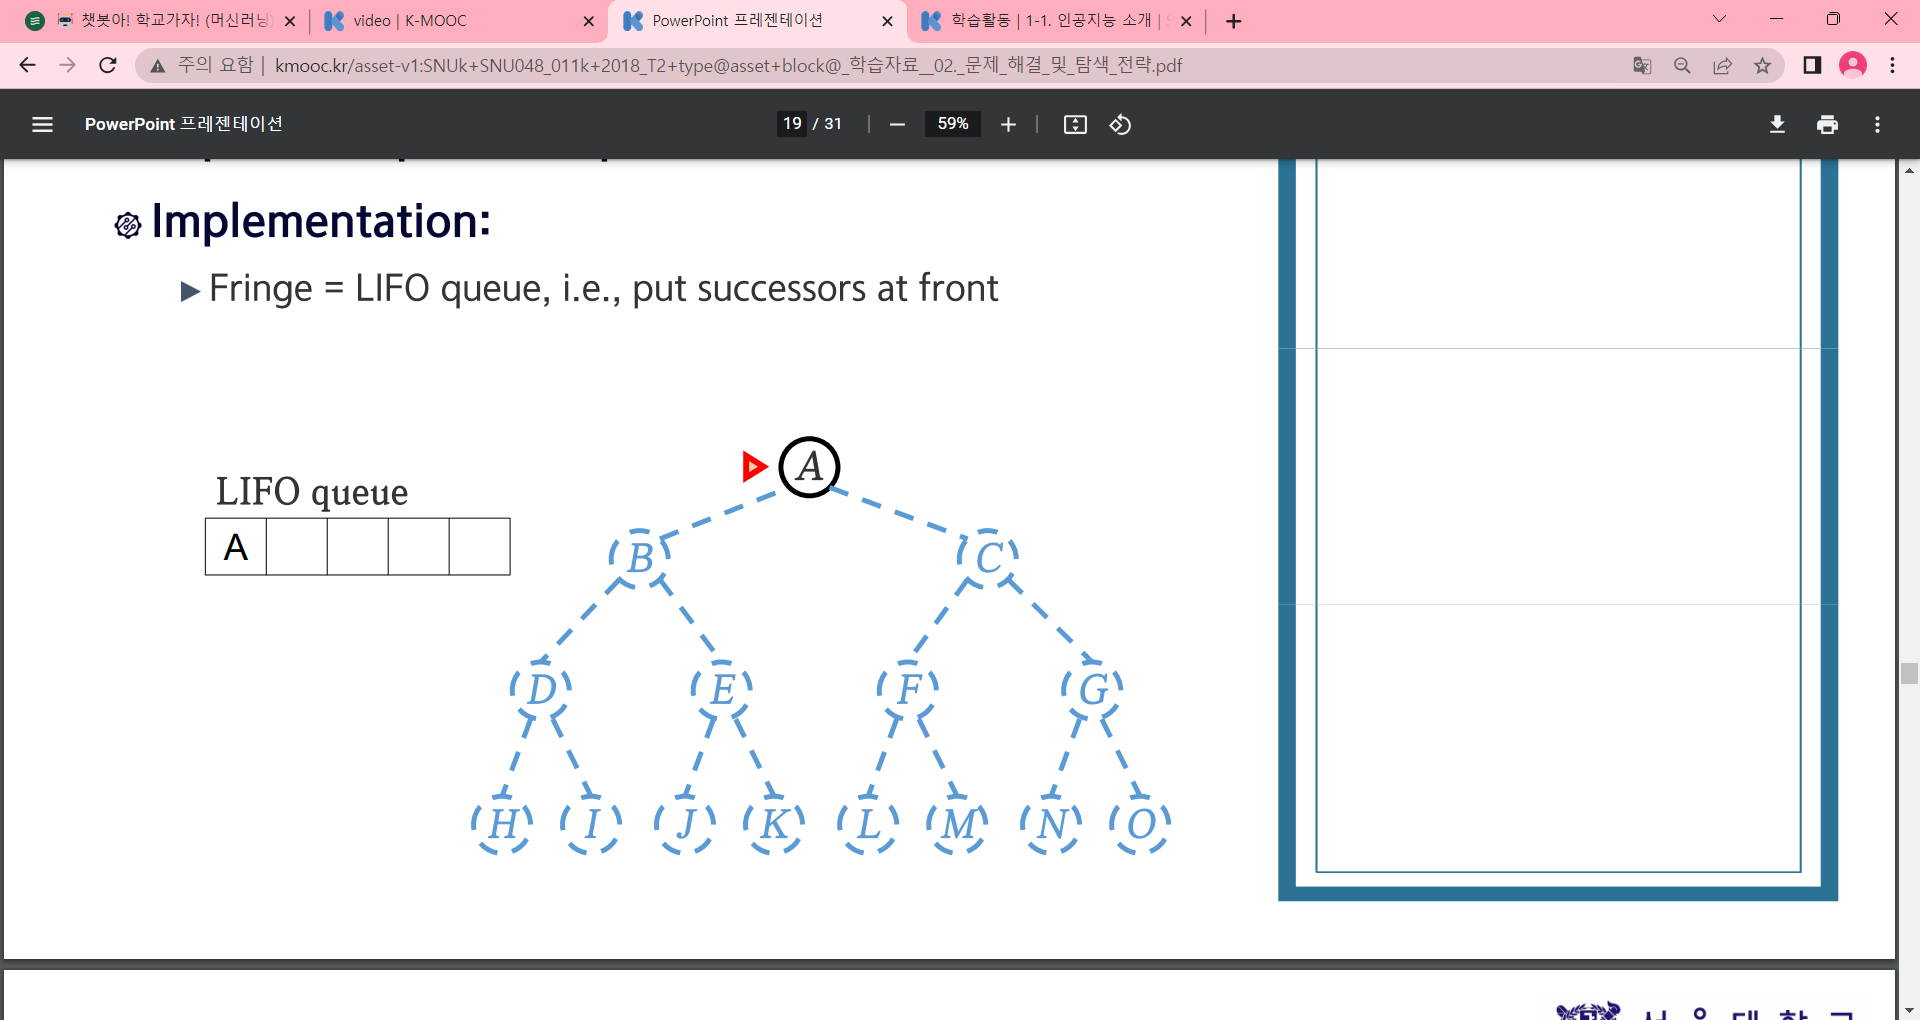 챗봇아! 학교가자! (머신러닝
video | K-MOOC
PowerPoint 프레젠테이션
학습활동 | 1-1. 인공지능 소개 |
주의 요함 | kmooc.kr/asset-v1:SNUk+SNU048_011k+2018_T2+type@asset+block@_학습자료__02._문제_해결_및_탐색_전략.pdf
PowerPoint 프레젠테이션
19 / 31
59%
Implementation:
Fringe = LIFO queue, i.e., put successors at front
A
LIFO queue
A
B C
D E F G
H I J K L M N O